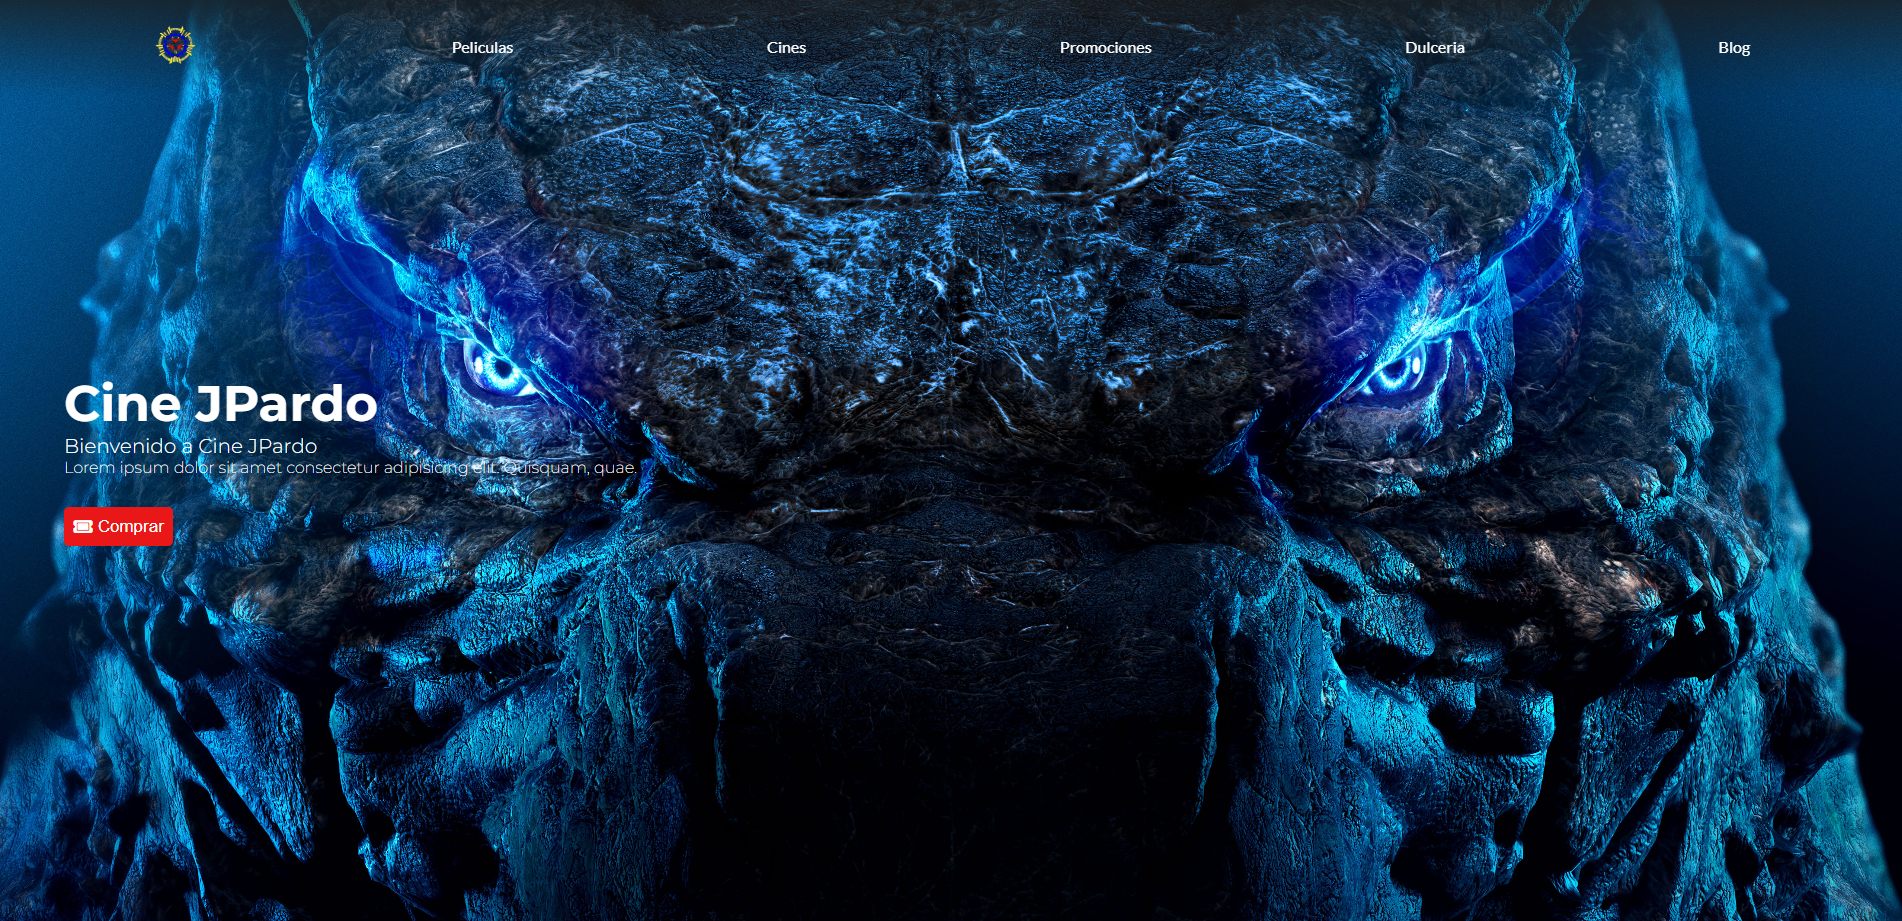 Peliculas
Cines
Promociones
Dulceria
Blog
Cine JPardo
Bienvenido a Cine JPardo
Lorem ipsum dolor sit amet consectetur adipisicing elit. Quisquam, quae.
Comprar